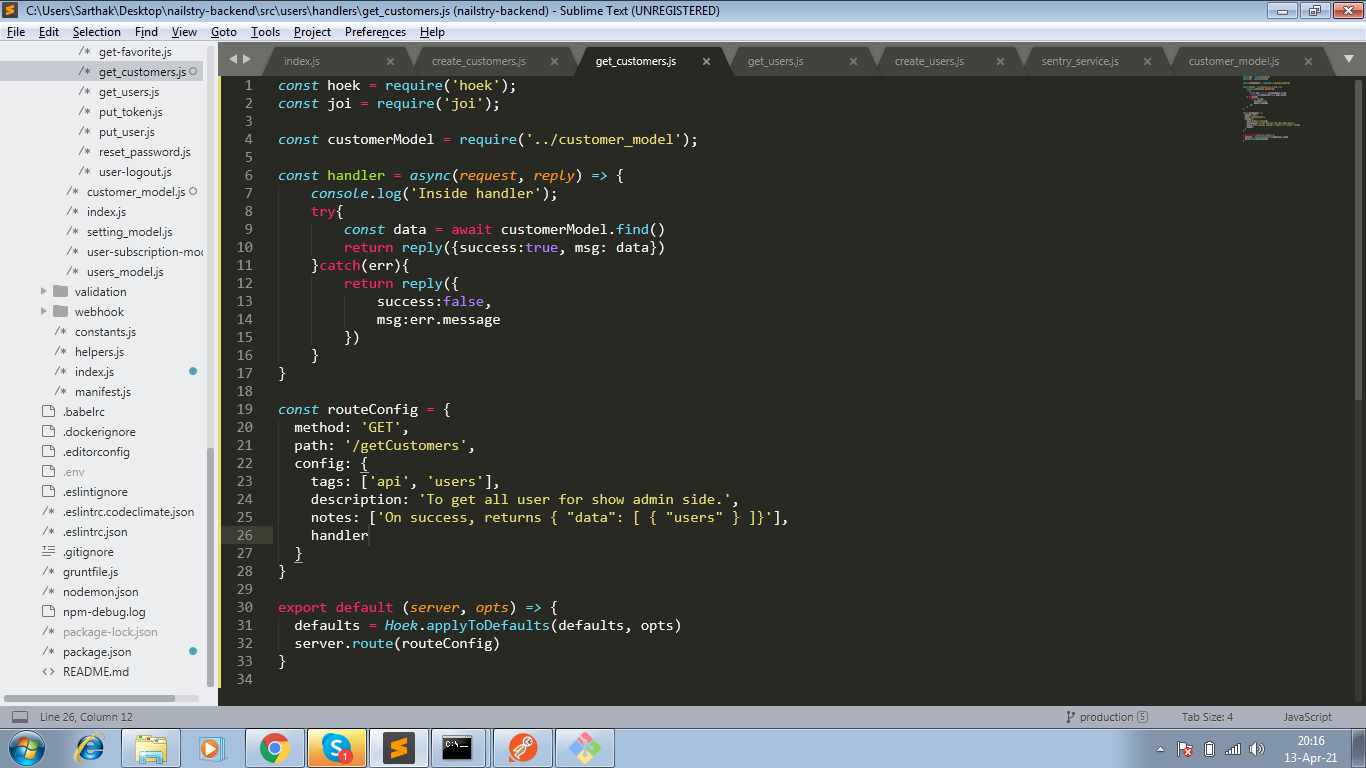 C:\Users\Sarthak\Desktop\nailstry-backend\src\users\handlers\get_customers.js (nailstry-backend) - Sublime Text (UNREGISTERED)
File Edit Selection Find View Goto Tools Project Preferences Help
/* get-favorite.js
/* get_customers.js
/* get_users.js
/* put_token.js
/* put_user.js
/* reset_password.js
/* user-logout.js
/* customer_model.js
/* index.js
/* setting_model.js
/* user-subscription-mo
/* users_model.js
validation
webhook
/* constants.js
/* helpers.js
/* index.js
/* manifest.js
.babelrc
.dockerignore
.editorconfig
.env
.eslintignore
/* .eslintrc.codeclimate.json
/* .eslintrc.json
.gitignore
/* gruntfile.js
/* nodemon.json
npm-debug.log
/* package-lock.json
/* package.json
<> README.md
index.js × create_customers.js × get_customers.js × get_users.js × create_users.js × sentry_service.js × customer_model.js ×
1 const hoek = require('hoek');
2 const joi = require('joi');
3
4 const customerModel = require('../customer_model');
5
6 const handler = async(request, reply) => {
7 console.log('Inside handler');
8 try{
9 const data = await customerModel.find()
10 return reply({success:true, msg: data})
11 }catch(err){
12 return reply({
13 success:false,
14 msg:err.message
15 })
16 }
17 }
18
19 const routeConfig = {
20 method: 'GET',
21 path: '/getCustomers',
22 config: {
23 tags: ['api', 'users'],
24 description: 'To get all user for show admin side.',
25 notes: ['On success, returns { "data": [ { "users" } ]}'],
26 handler
27 }
28 }
29
30 export default (server, opts) => {
31 defaults = Hoek.applyToDefaults(defaults, opts)
32 server.route(routeConfig)
33 }
34
Line 26, Column 12 production 5 Tab Size: 4 JavaScript
1
C:\.
20:16
13-Apr-21